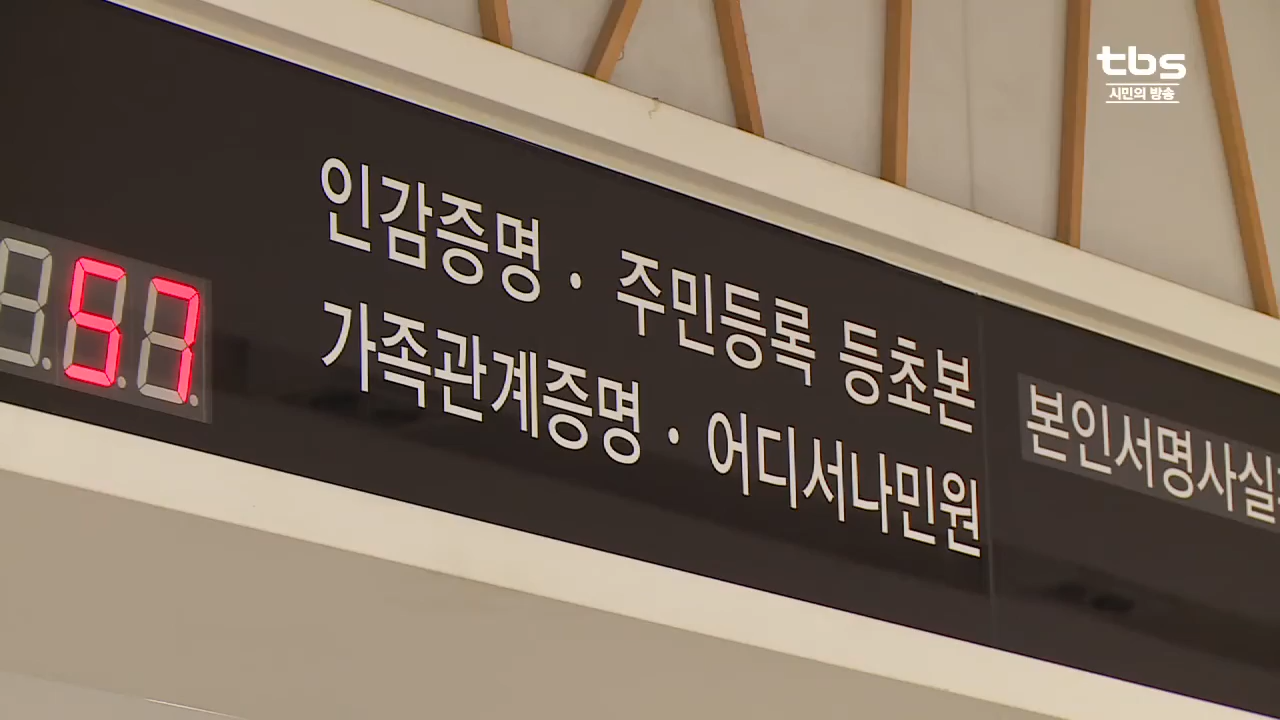 tbs
시민의 방송
57
인감증명 · 주민등록 등초본
가족관계증명 · 어디서나민원
본인서명사실